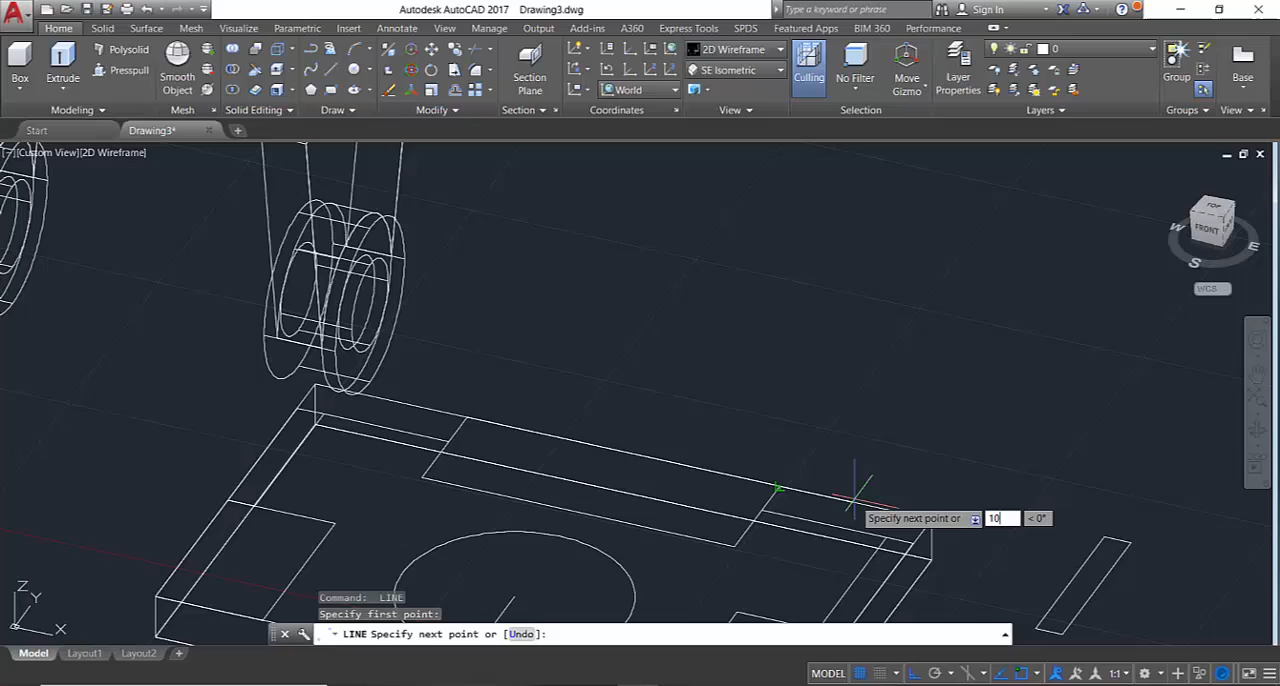 Autodesk AutoCAD 2017 Drawing3.dwg
Type a keyword or phrase
Sign In
Home Solid Surface Mesh Visualize Parametric Insert Annotate View Manage Output Add-ins A360 Express Tools SPDS Featured Apps BIM 360 Performance
Box
Extrude
Polysolid
Presspull
Smooth Object
Section Plane
World
2D Wireframe
SE Isometric
Culling
No Filter
Move Gizmo
Layer Properties
0
Group
Base
Modeling
Mesh
Solid Editing
Draw
Modify
Section
Coordinates
View
Selection
Layers
Groups
View
Start
Drawing3*
[−][Custom View][2D Wireframe]
TOP
FRONT
W
S
E
WCS
Specify next point or 10 < 0°
Z
Y
X
Command: LINE
Specify first point:
LINE Specify next point or [Undo]:
Model Layout1 Layout2
MODEL
1:1